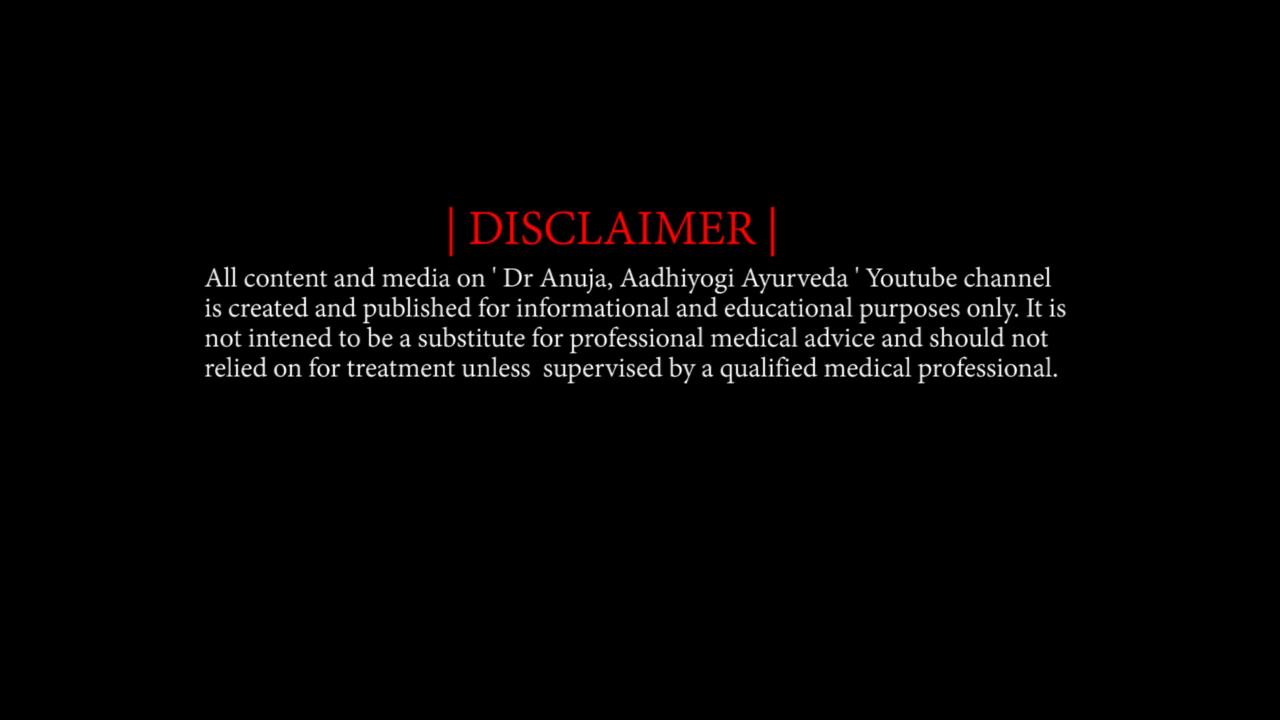 | DISCLAIMER |
All content and media on ' Dr Anuja, Aadhiyogi Ayurveda ' Youtube channel
is created and published for informational and educational purposes only. It is
not intened to be a substitute for professional medical advice and should not
relied on for treatment unless  supervised by a qualified medical professional.